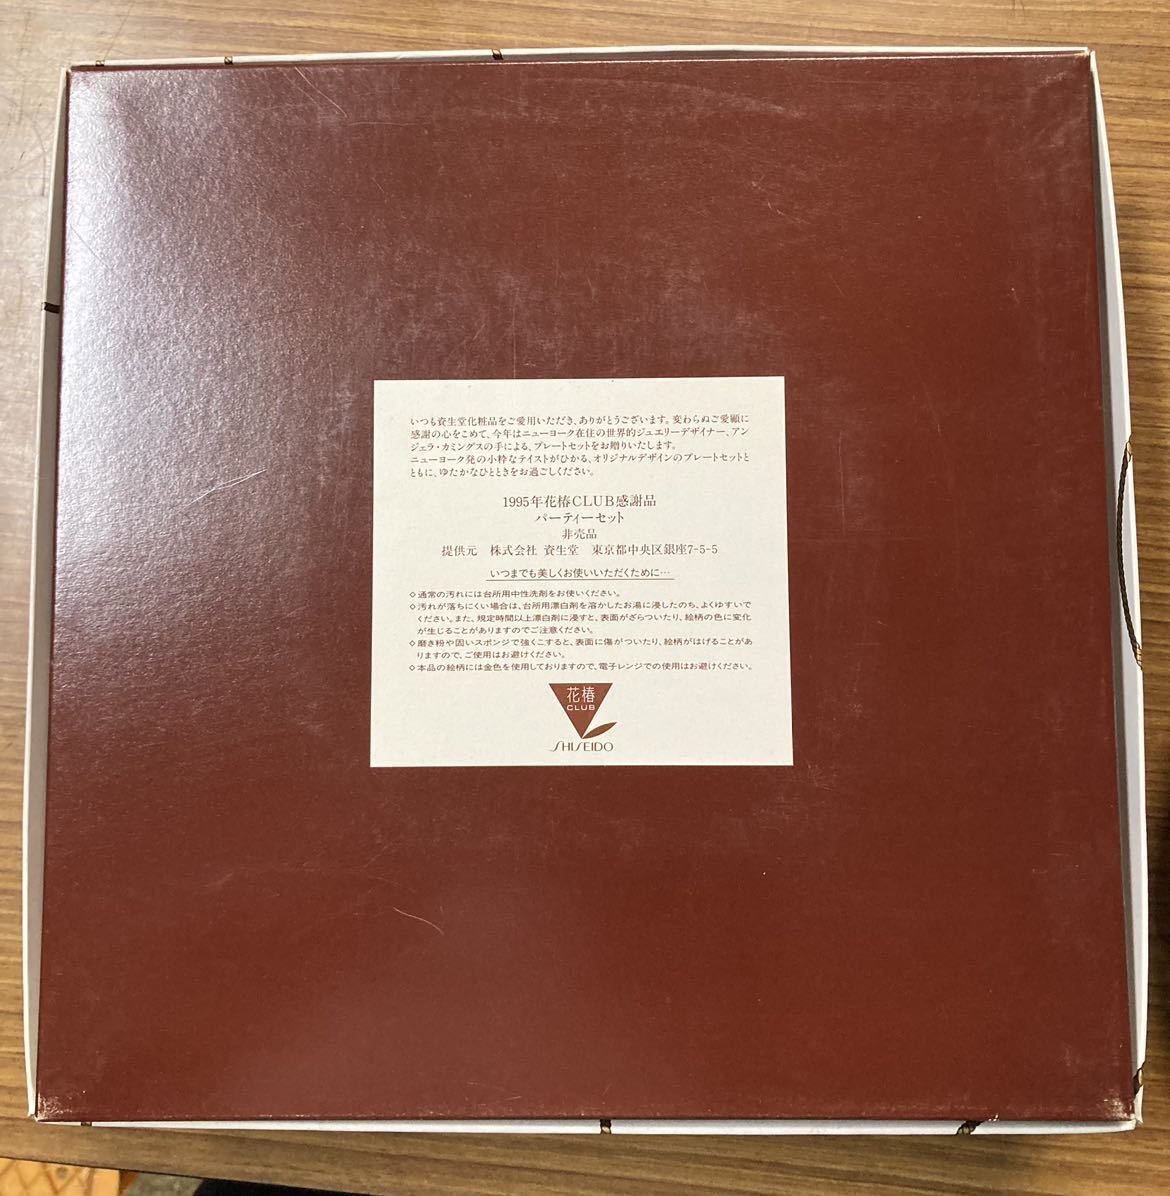 いつも資生堂化粧品をご愛用いただき、ありがとうございます。変わらぬご愛顧に
感謝の心をこめて、今年はニューヨーク在住の世界的ジュエリーデザイナー、アン
ジェラ・カミングスの手による、プレートセットをお贈りいたします。
ニューヨーク発の小粋なテイストがひかる、オリジナルデザインのプレートセットと
ともに、ゆたかなひとときをお過ごしください。
1995年花椿CLUB感謝品
パーティーセット
非売品
提供元 株式会社 資生堂 東京都中央区銀座7-5-5
いつまでも美しくお使いいただくために…
◇通常の汚れには台所用中性洗剤をお使いください。
◇汚れが落ちにくい場合は、台所用漂白剤を溶かしたお湯に浸したのち、よくゆすいで
ください。また、規定時間以上漂白剤に浸すと、表面がざらついたり、絵柄の色に変化
が生じることがありますのでご注意ください。
◇磨き粉や固いスポンジで強くこすると、表面に傷がついたり、絵柄がはげることがあ
りますので、ご使用はお避けください。
◇本品の絵柄には金色を使用しておりますので、電子レンジでの使用はお避けください。
花椿
CLUB
SHISEIDO